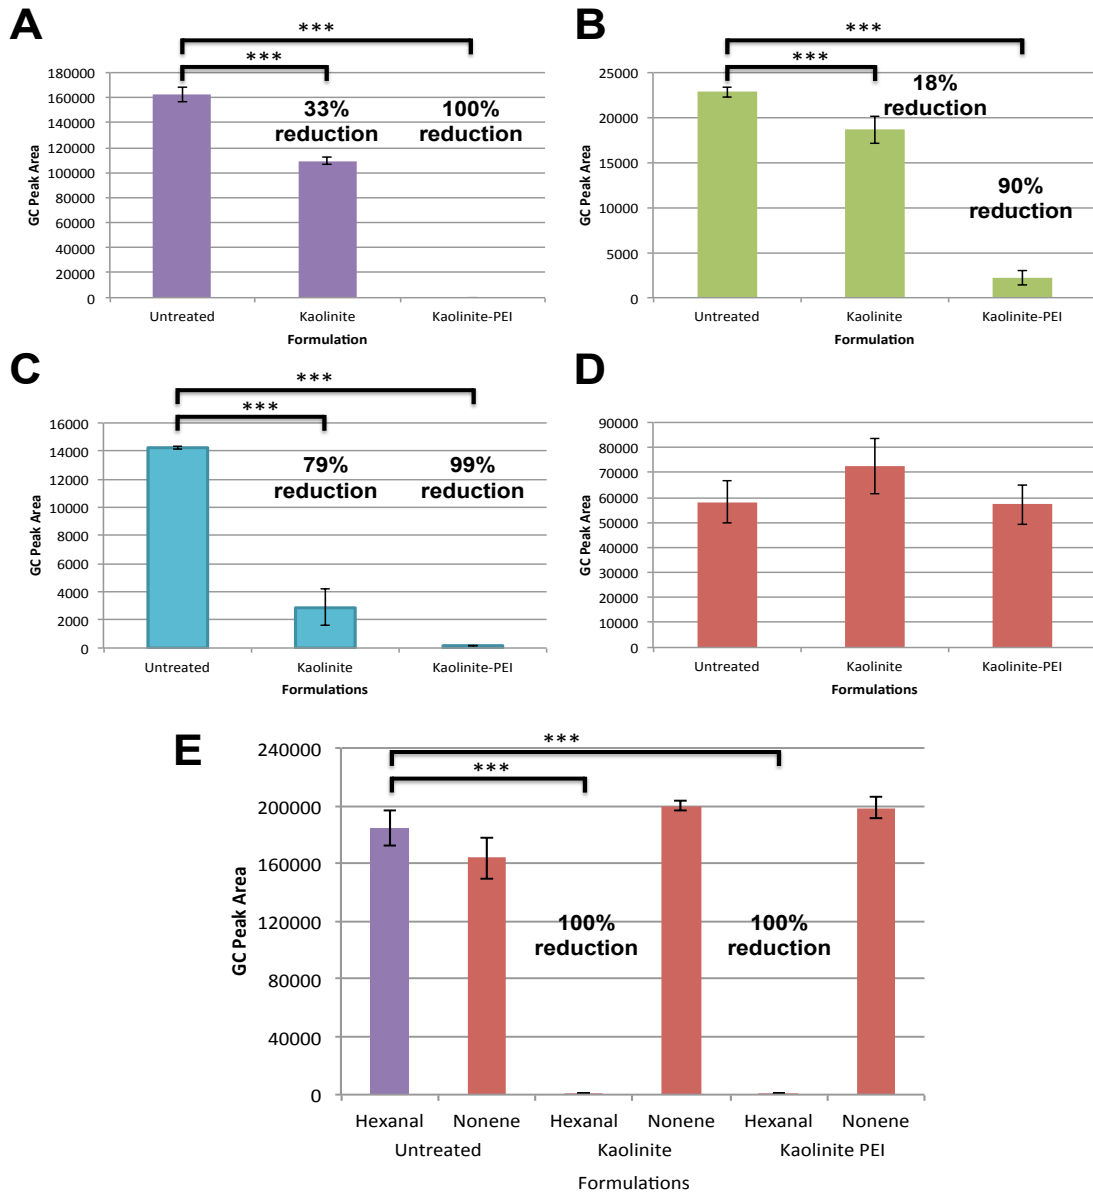 A
***
***
180000
160000
140000
120000
100000
80000
60000
40000
20000
0
GC Peak Area
33%
reduction
100%
reduction
Untreated
Kaolinite
Kaolinite-PEI
Formulation
B
***
***
25000
20000
15000
10000
5000
0
GC Peak Area
18%
reduction
90%
reduction
Untreated
Kaolinite
Kaolinite-PEI
Formulation
C
***
***
16000
14000
12000
10000
8000
6000
4000
2000
0
GC Peak Area
79%
reduction
99%
reduction
Untreated
Kaolinite
Kaolinite-PEI
Formulations
D
90000
80000
70000
60000
50000
40000
30000
20000
10000
0
GC Peak Area
Untreated
Kaolinite
Kaolinite-PEI
Formulations
E
***
***
240000
200000
160000
120000
80000
40000
0
GC Peak Area
100%
reduction
100%
reduction
Hexanal Nonene Hexanal Nonene Hexanal Nonene
Untreated Kaolinite Kaolinite PEI
Formulations